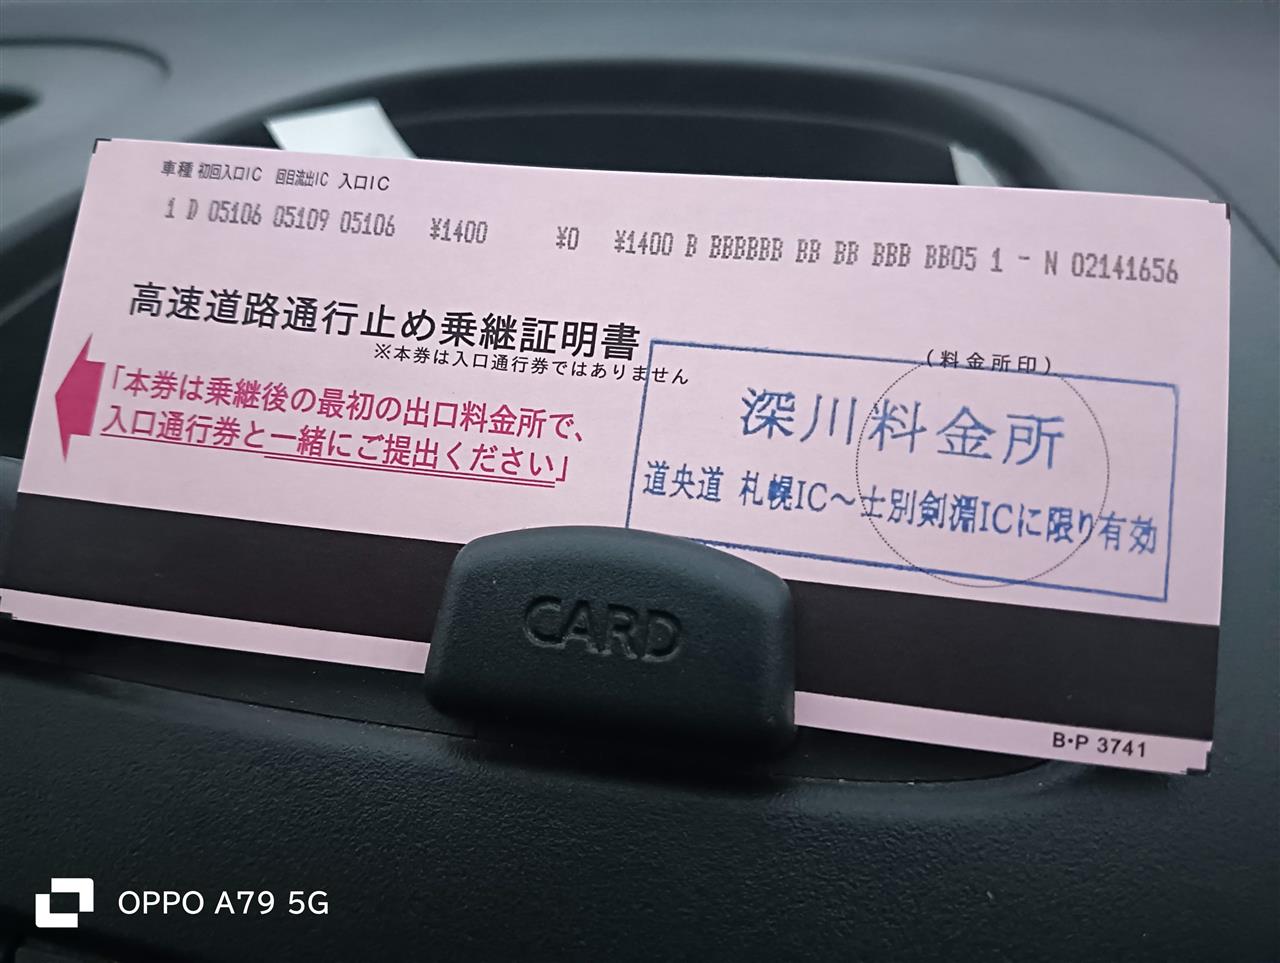 車種 初回入口IC 回目流出IC 入口IC
1 D 05106 05109 05106 ¥1400 ¥0 ¥1400 B BBBBBB BB BB BBB BB05 1 - N 02141656
高速道路通行止め乗継証明書
※本券は入口通行券ではありません
(料金所印)
「本券は乗継後の最初の出口料金所で、
入口通行券と一緒にご提出ください」
深川料金所
道央道 札幌IC～士別剣淵ICに限り有効
CARD
B・P 3741
OPPO A79 5G